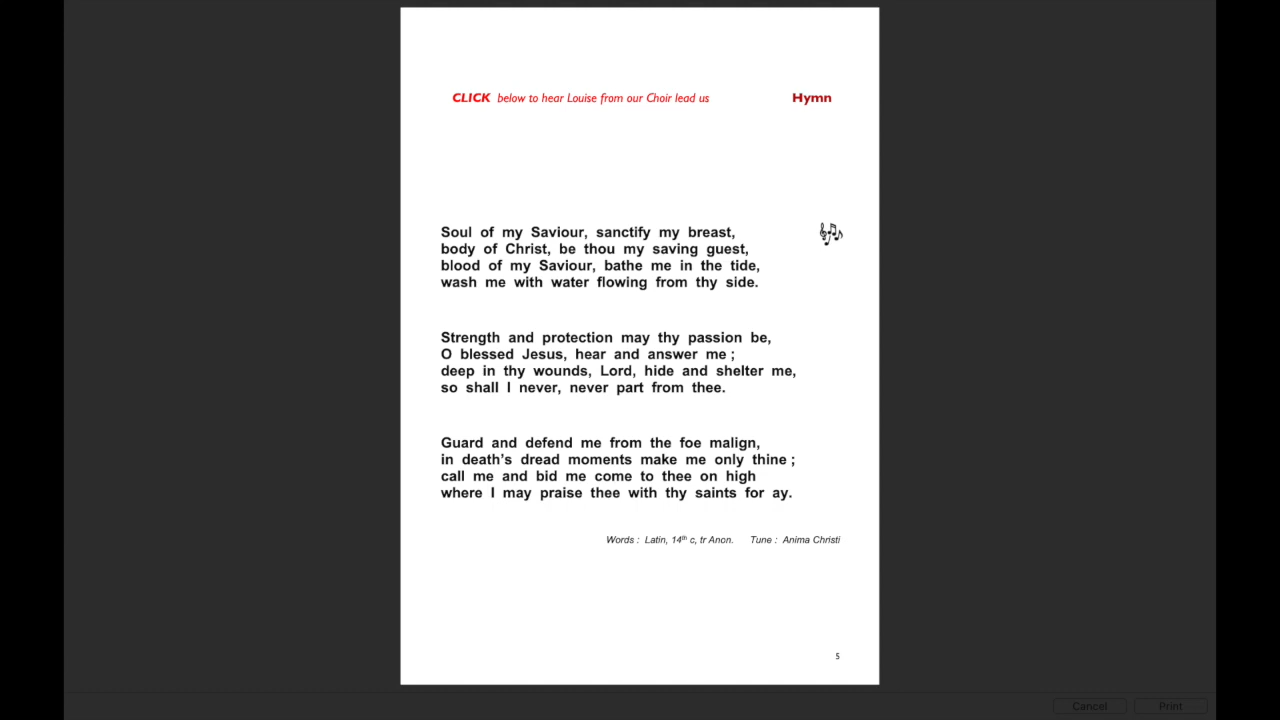 CLICK below to hear Louise from our Choir lead us Hymn
Soul of my Saviour, sanctify my breast,
body of Christ, be thou my saving guest,
blood of my Saviour, bathe me in the tide,
wash me with water flowing from thy side.
Strength and protection may thy passion be,
O blessed Jesus, hear and answer me ;
deep in thy wounds, Lord, hide and shelter me,
so shall I never, never part from thee.
Guard and defend me from the foe malign,
in death’s dread moments make me only thine ;
call me and bid me come to thee on high
where I may praise thee with thy saints for ay.
Words : Latin, 14th c, tr Anon. Tune : Anima Christi
5
Cancel Print